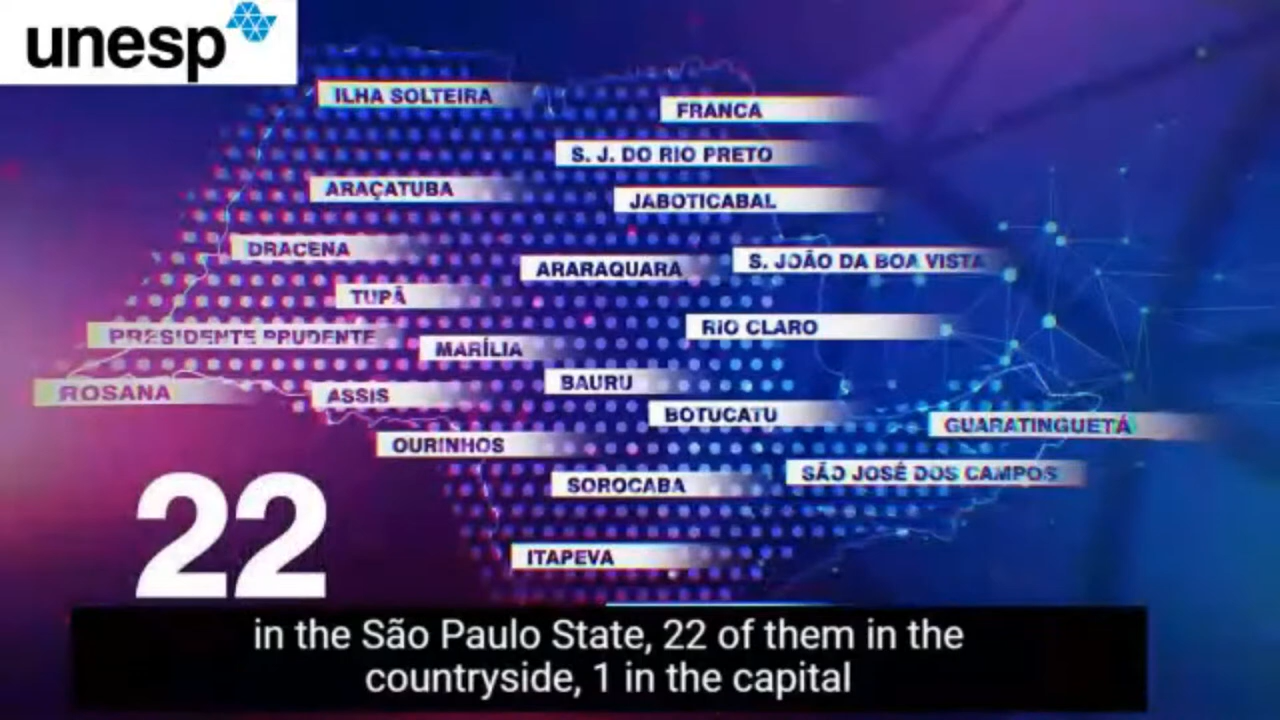 unesp
ILHA SOLTEIRA
FRANCA
S. J. DO RIO PRETO
ARAÇATUBA
JABOTICABAL
DRACENA
ARARAQUARA
S. JOÃO DA BOA VISTA
TUPÃ
PRESIDENTE PRUDENTE
MARÍLIA
RIO CLARO
ROSANA
ASSIS
BAURU
BOTUCATU
GUARATINGUETÁ
OURINHOS
SOROCABA
SÃO JOSÉ DOS CAMPOS
22
ITAPEVA
in the São Paulo State, 22 of them in the
countryside, 1 in the capital